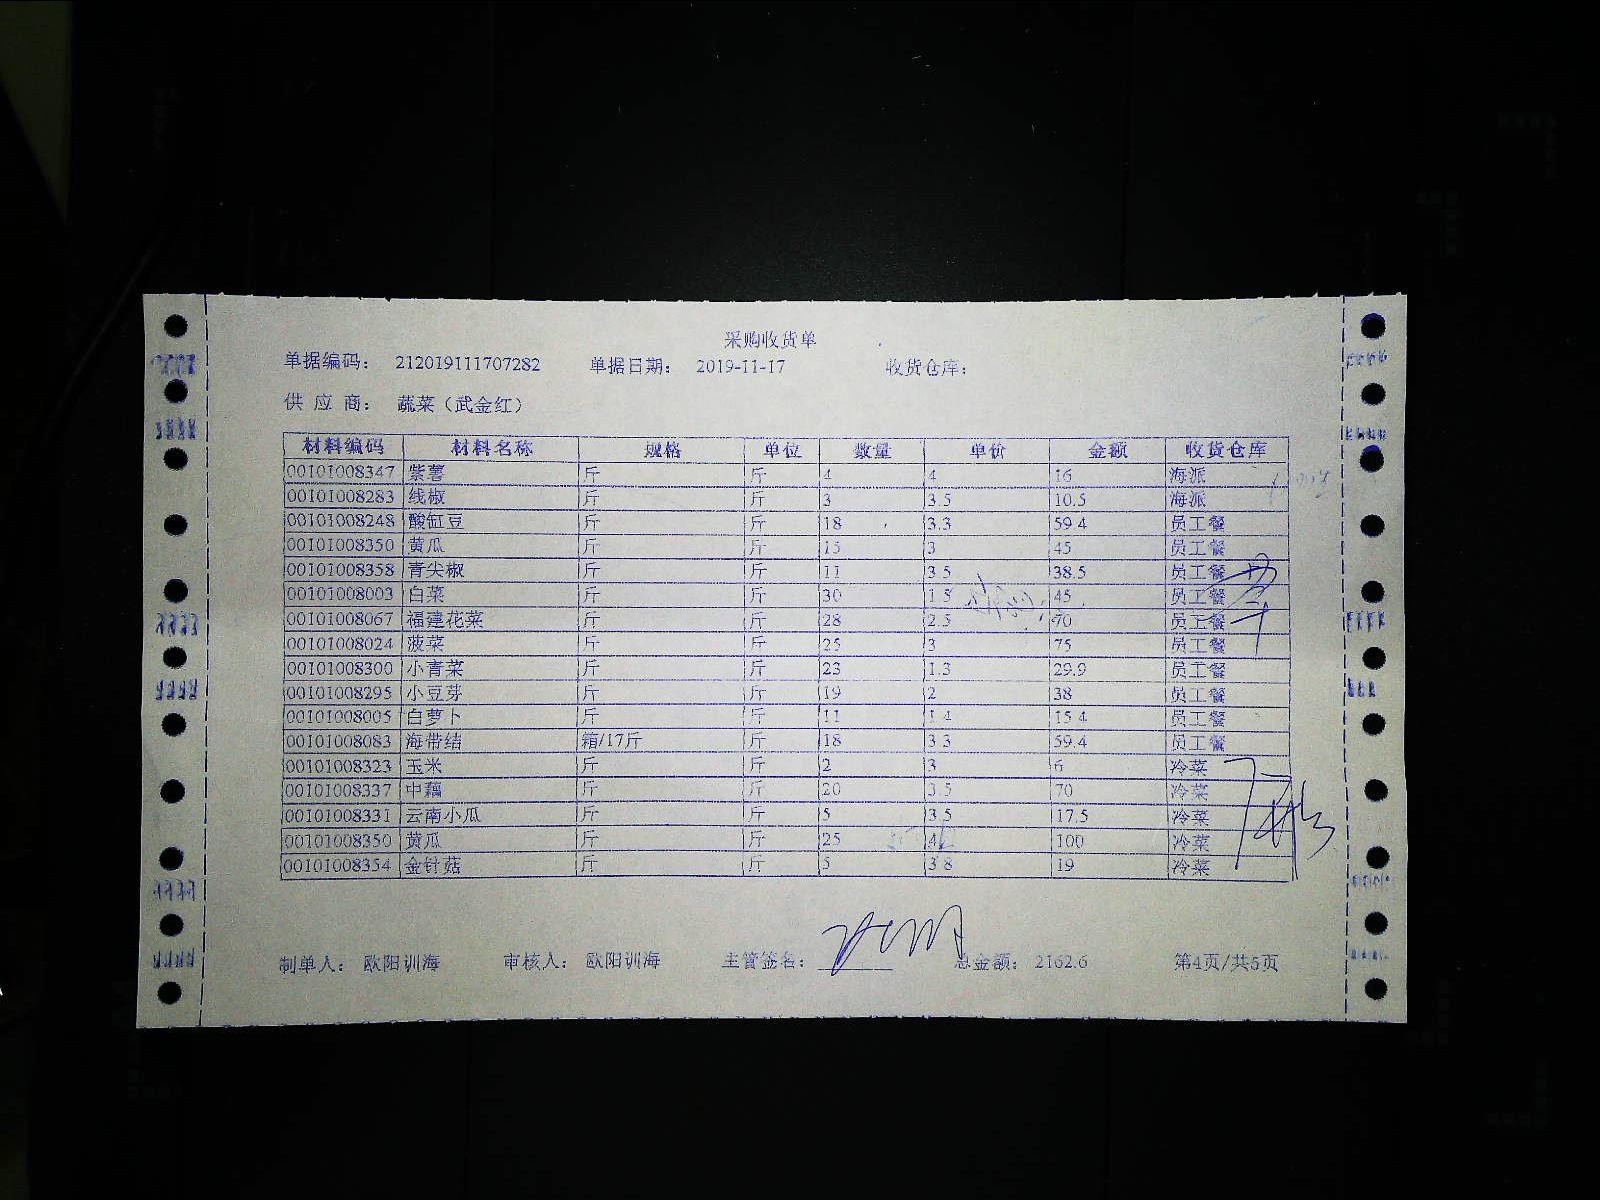 采购收货单
单据编码： 212019111707282 单据日期： 2019-11-17 收货仓库：
供 应 商： 蔬菜（武金红）
材料编码 材料名称 规格 单位 数量 单价 金额 收货仓库
00101008347 紫薯 斤 斤 4 4 16 海派
00101008283 线椒 斤 斤 3 3.5 10.5 海派
00101008248 酸缸豆 斤 斤 18 3.3 59.4 员工餐
00101008350 黄瓜 斤 斤 15 3 45 员工餐
00101008358 青尖椒 斤 斤 11 3.5 38.5 员工餐
00101008003 白菜 斤 斤 30 1.5 45 员工餐
00101008067 福建花菜 斤 斤 28 2.5 70 员工餐
00101008024 菠菜 斤 斤 25 3 75 员工餐
00101008300 小青菜 斤 斤 23 1.3 29.9 员工餐
00101008295 小豆芽 斤 斤 19 2 38 员工餐
00101008005 白萝卜 斤 斤 11 1.4 15.4 员工餐
00101008083 海带结 箱/17斤 斤 18 3.3 59.4 员工餐
00101008323 玉米 斤 斤 2 3 6 冷菜
00101008337 中藕 斤 斤 20 3.5 70 冷菜
00101008331 云南小瓜 斤 斤 5 3.5 17.5 冷菜
00101008350 黄瓜 斤 斤 25 4 100 冷菜
00101008354 金针菇 斤 斤 5 3.8 19 冷菜
制单人： 欧阳训海 审核人： 欧阳训海 主管签名： 总金额： 2162.6 第4页/共5页